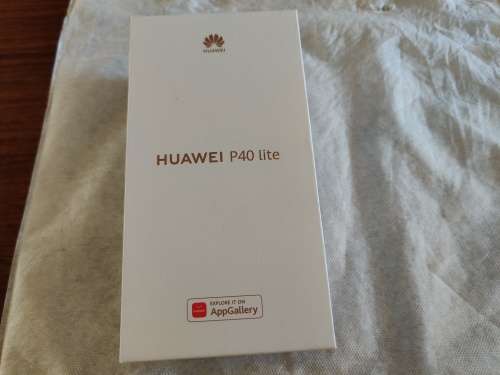 HUAWEI
HUAWEI P40 lite
EXPLORE IT ON
AppGallery